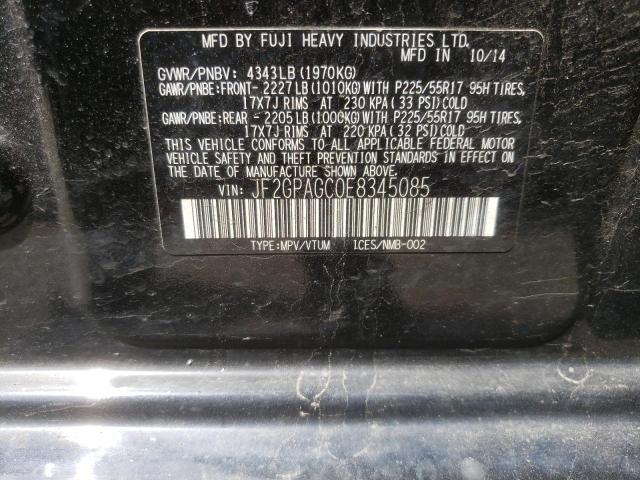 MFD BY FUJI HEAVY INDUSTRIES LTD.
MFD IN 10/14
GVWR/PNBV: 4343LB (1970KG)
GAWR/PNBE: FRONT- 2227LB (1010KG) WITH P225/55R17 95H TIRES,
17X7J RIMS AT 230 KPA (33 PSI) COLD
GAWR/PNBE: REAR - 2205LB (1000KG) WITH P225/55R17 95H TIRES,
17X7J RIMS AT 220 KPA (32 PSI) COLD
THIS VEHICLE CONFORMS TO ALL APPLICABLE FEDERAL MOTOR
VEHICLE SAFETY AND THEFT PREVENTION STANDARDS IN EFFECT ON
THE DATE OF MANUFACTURE SHOWN ABOVE.
VIN: JF2GPAGC0E8345085
TYPE: MPV/VTUM ICES/NMB-002